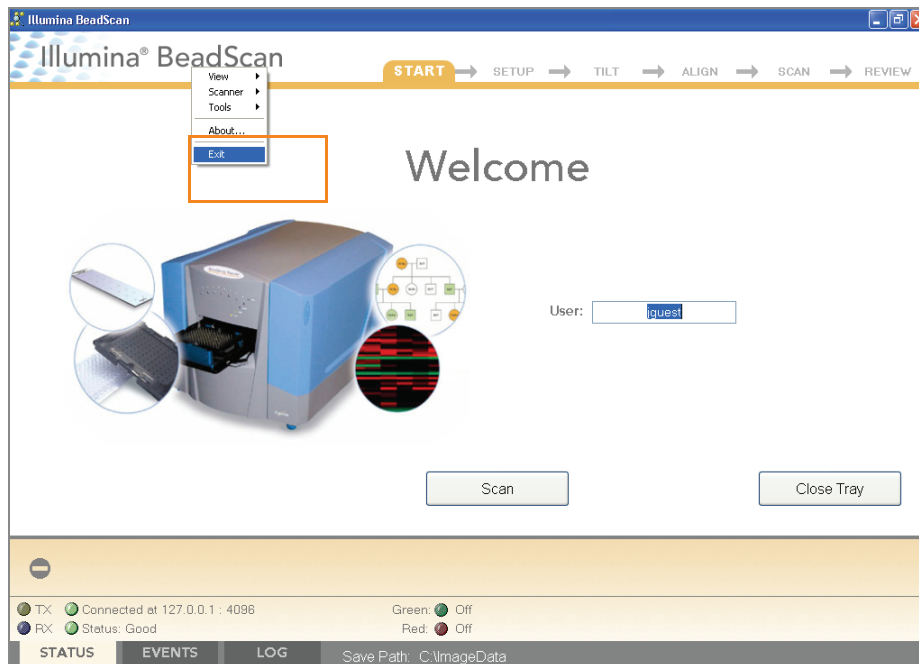 Illumina BeadScan
Illumina® BeadScan
START SETUP TILT ALIGN SCAN REVIEW
View
Scanner
Tools
About...
Exit
Welcome
User: jguest
Scan
Close Tray
TX Connected at 127.0.0.1 : 4096
Green: Off
RX Status: Good
Red: Off
STATUS EVENTS LOG Save Path: C:\ImageData